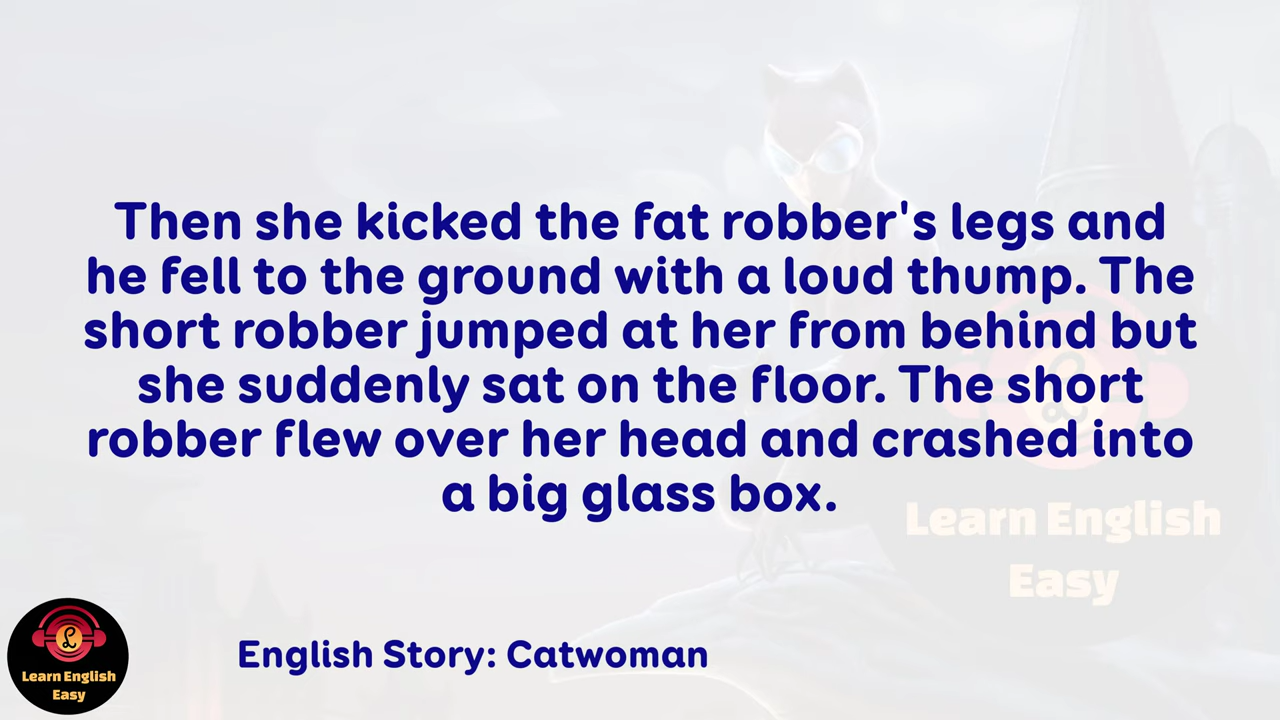 Then she kicked the fat robber's legs and
he fell to the ground with a loud thump. The
short robber jumped at her from behind but
she suddenly sat on the floor. The short
robber flew over her head and crashed into
a big glass box.
Learn English
Easy
English Story: Catwoman
Learn English
Easy